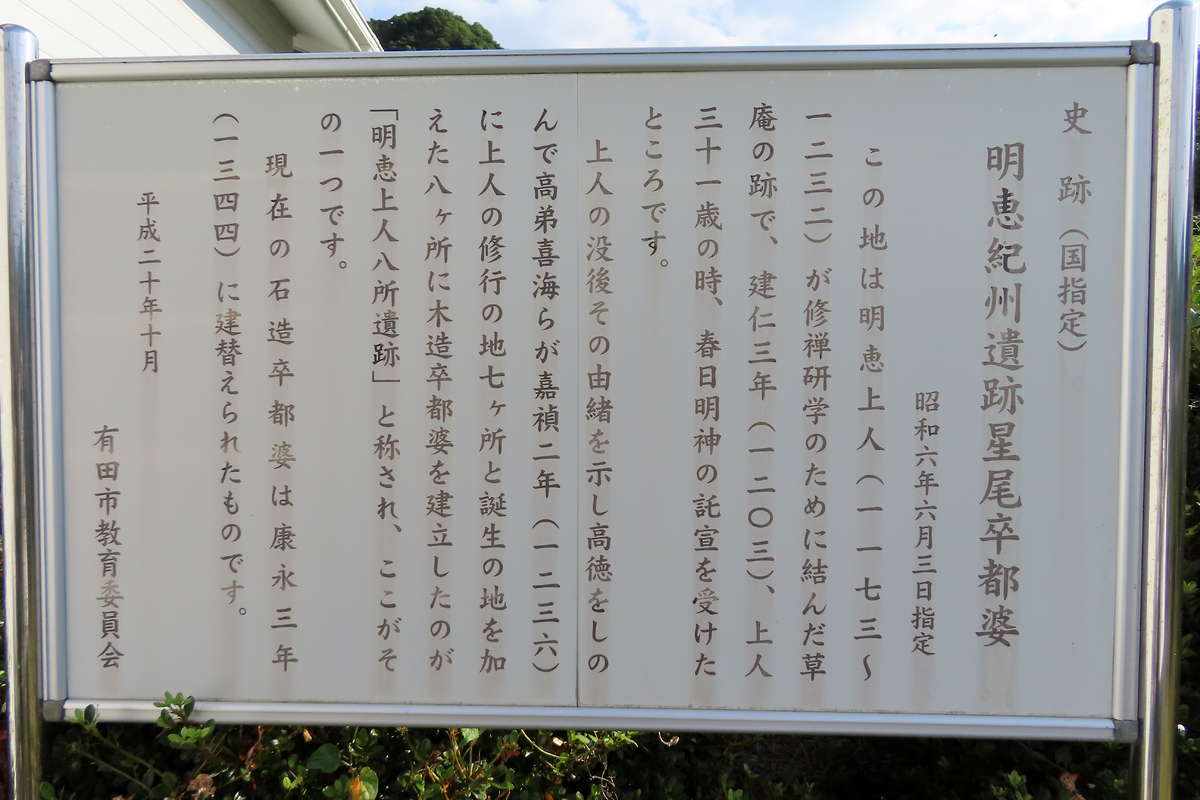 史跡（国指定）
明恵紀州遺跡星尾卒都婆
昭和六年六月三日指定
この地は明恵上人（一一七三〜
一二三二）が修禅研学のために結んだ草
庵の跡で、建仁三年（一二〇三）、上人
三十一歳の時、春日明神の託宣を受けた
ところです。
上人の没後その由緒を示し高徳をしの
んで高弟喜海らが嘉禎二年（一二三六）
に上人の修行の地七ヶ所と誕生の地を加
えた八ヶ所に木造卒都婆を建立したのが
「明恵上人八所遺跡」と称され、ここがそ
の一つです。
現在の石造卒都婆は康永三年
（一三四四）に建替えられたものです。
平成二十年十月
有田市教育委員会